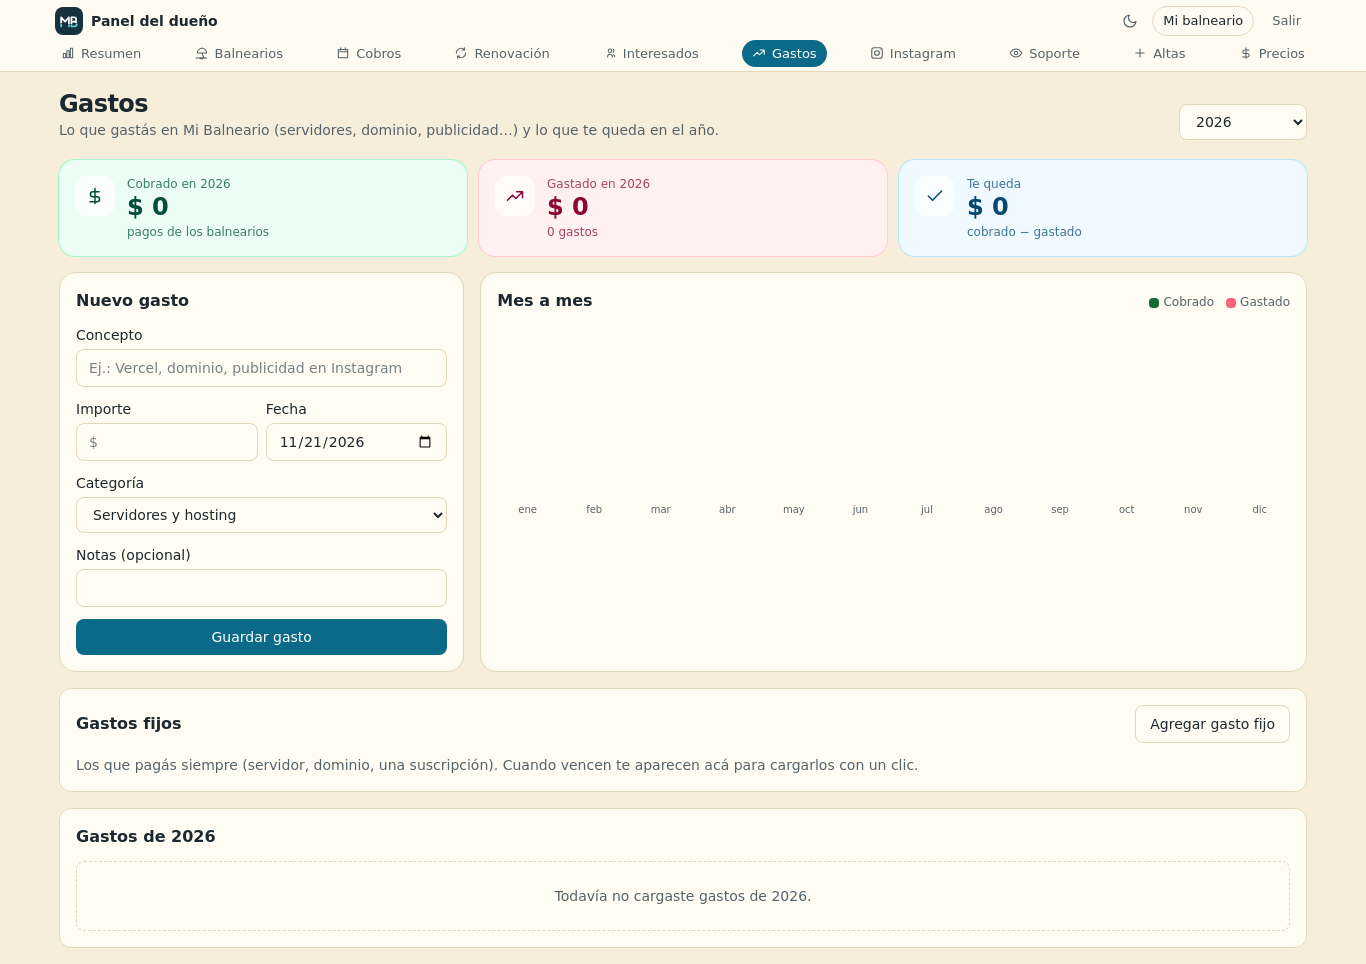 MB
Panel del dueño
Mi balneario
Salir
Resumen
Balnearios
Cobros
Renovación
Interesados
Gastos
Instagram
Soporte
Altas
Precios
Gastos
Lo que gastás en Mi Balneario (servidores, dominio, publicidad...) y lo que te queda en el año.
2026
Cobrado en 2026
$ 0
pagos de los balnearios
Gastado en 2026
$ 0
0 gastos
Te queda
$ 0
cobrado − gastado
Nuevo gasto
Concepto
Ej.: Vercel, dominio, publicidad en Instagram
Importe
Fecha
$
11/21/2026
Categoría
Servidores y hosting
Notas (opcional)
Guardar gasto
Mes a mes
Cobrado
Gastado
ene
feb
mar
abr
may
jun
jul
ago
sep
oct
nov
dic
Gastos fijos
Agregar gasto fijo
Los que pagás siempre (servidor, dominio, una suscripción). Cuando vencen te aparecen acá para cargarlos con un clic.
Gastos de 2026
Todavía no cargaste gastos de 2026.